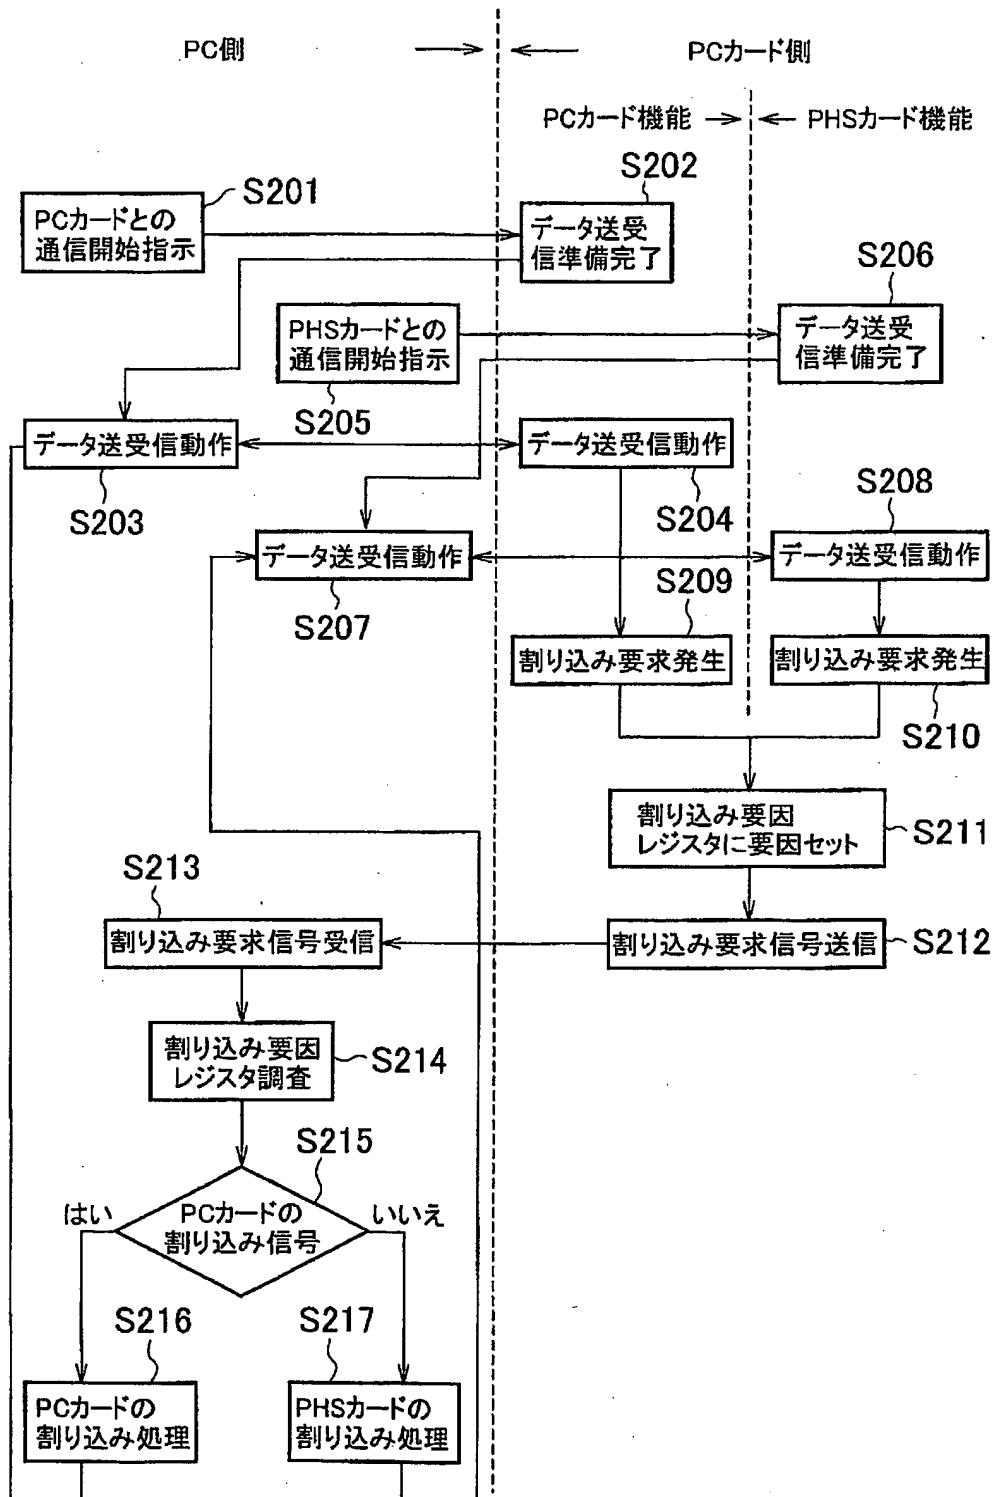 PC側
PCカード側
PCカード機能
PHSカード機能
S201
PCカードとの
通信開始指示
S202
データ送受
信準備完了
S206
データ送受
信準備完了
PHSカードとの
通信開始指示
S205
データ送受信動作
S203
データ送受信動作
S204
S208
データ送受信動作
データ送受信動作
S207
S209
割り込み要求発生
割り込み要求発生
S210
割り込み要因
レジスタに要因セット
S211
S213
割り込み要求信号受信
割り込み要求信号送信
S212
割り込み要因
レジスタ調査
S214
S215
はい
PCカードの
割り込み信号
いいえ
S216
S217
PCカードの
割り込み処理
PHSカードの
割り込み処理